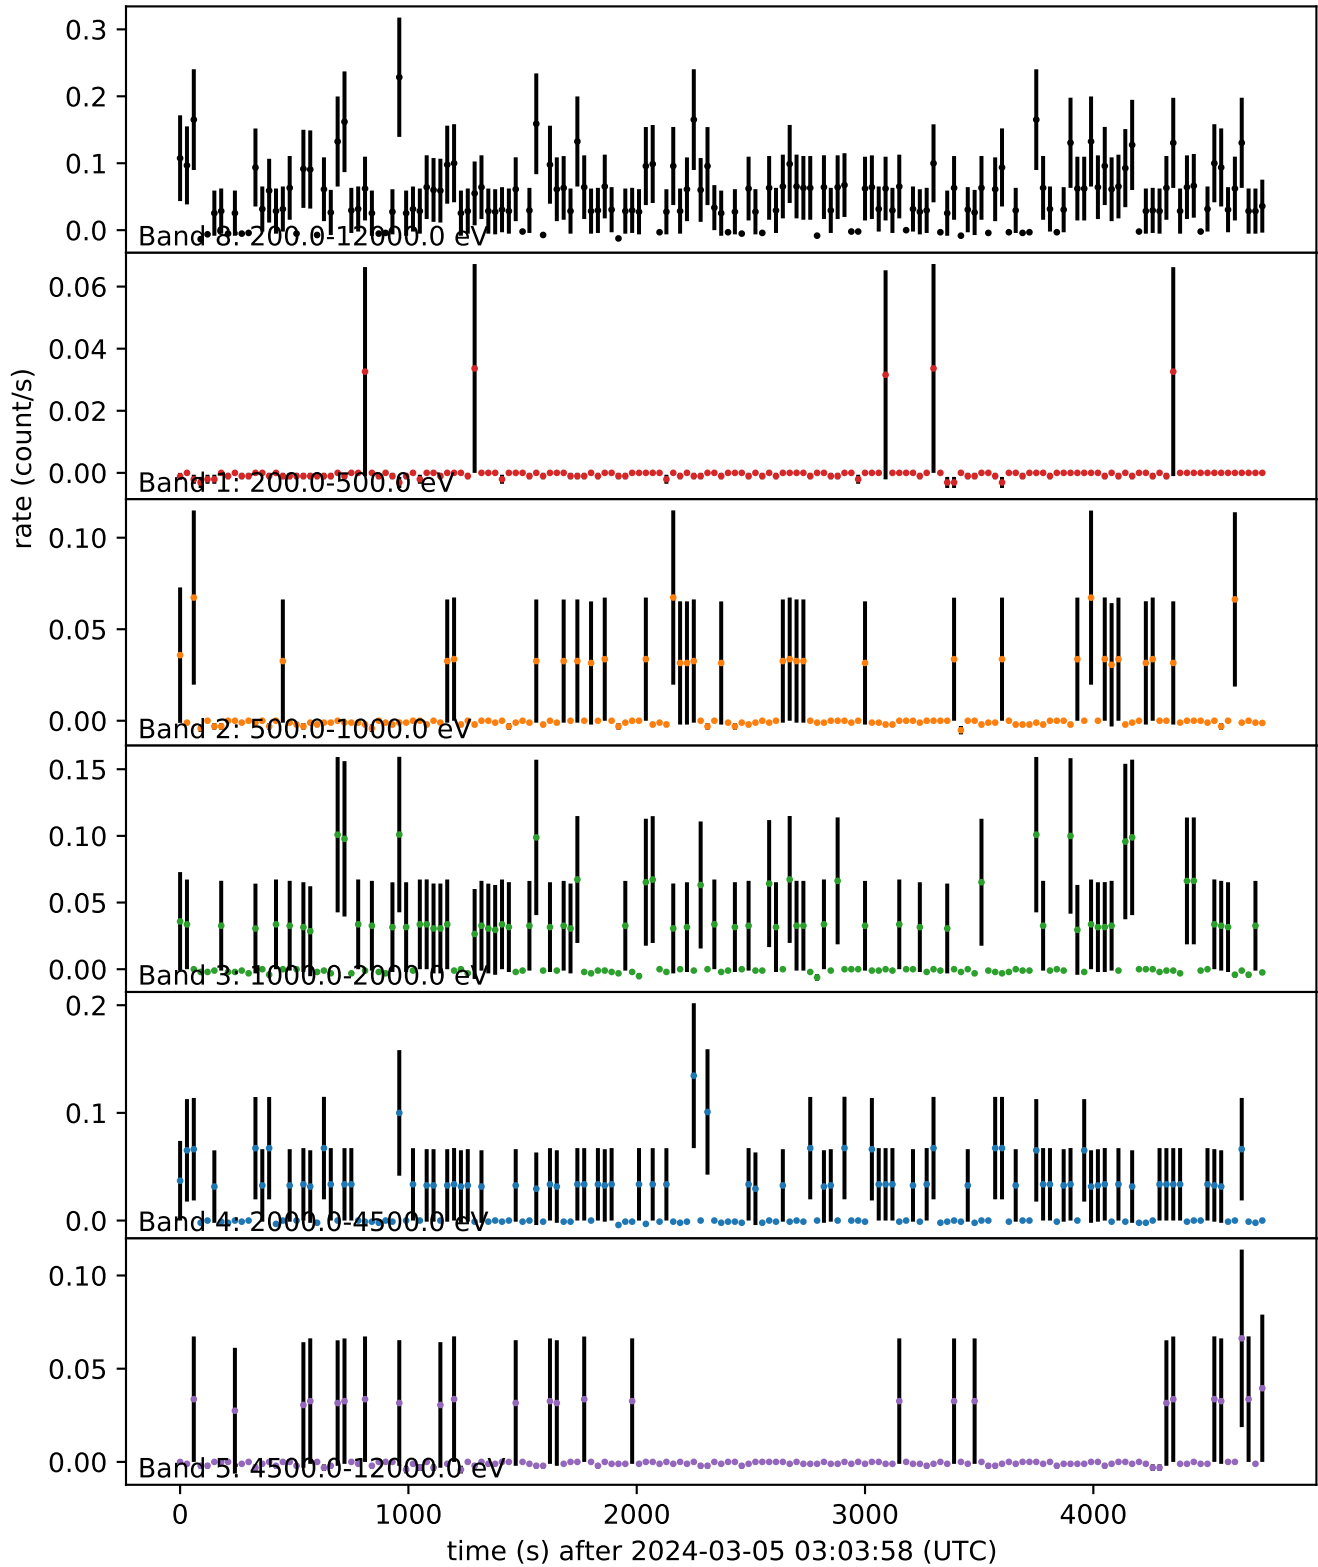 0.3
0.2
0.1
0.0
Band 8: 200.0-12000.0 eV
0.06
0.04
0.02
0.00
Band 1: 200.0-500.0 eV
rate (count/s)
0.10
0.05
0.00
Band 2: 500.0-1000.0 eV
0.15
0.10
0.05
0.00
Band 3: 1000.0-2000.0 eV
0.2
0.1
0.0
Band 4: 2000.0-4500.0 eV
0.10
0.05
0.00
Band 5: 4500.0-12000.0 eV
0 1000 2000 3000 4000
time (s) after 2024-03-05 03:03:58 (UTC)